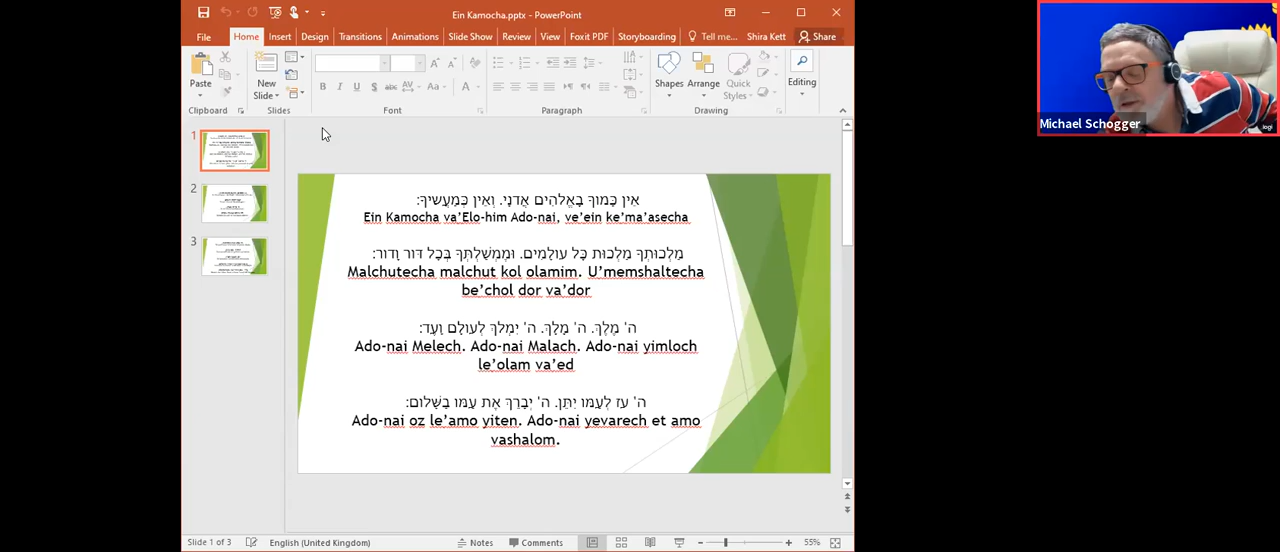 Ein Kamocha.pptx - PowerPoint
File Home Insert Design Transitions Animations Slide Show Review View Foxit PDF Storyboarding Tell me... Shira Kett Share
Paste
New
Slide
Shapes
Arrange
Quick
Styles
Editing
Clipboard Slides Font Paragraph Drawing
1
2
3
אֵין כָּמוֹךָ בָאֱלֹהִים אֲדֹנָי. וְאֵין כְּמַעֲשֶׂיךָ:
Ein Kamocha va’Elo-him Ado-nai, ve’ein ke’ma’asecha
מַלְכוּתְךָ מַלְכוּת כָּל עוֹלָמִים. וּמֶמְשַׁלְתְּךָ בְּכָל דּוֹר וָדוֹר:
Malchutecha malchut kol olamim. U’memshaltecha
be’chol dor va’dor
ה' מֶלֶךְ. ה' מָלָךְ. ה' יִמְלֹךְ לְעוֹלָם וָעֶד:
Ado-nai Melech. Ado-nai Malach. Ado-nai yimloch
le’olam va’ed
ה' עֹז לְעַמּוֹ יִתֵּן. ה' יְבָרֵךְ אֶת עַמּוֹ בַשָּׁלוֹם:
Ado-nai oz le’amo yiten. Ado-nai yevarech et amo
vashalom.
Slide 1 of 3 English (United Kingdom) Notes Comments 55%
Michael Schogger
logi